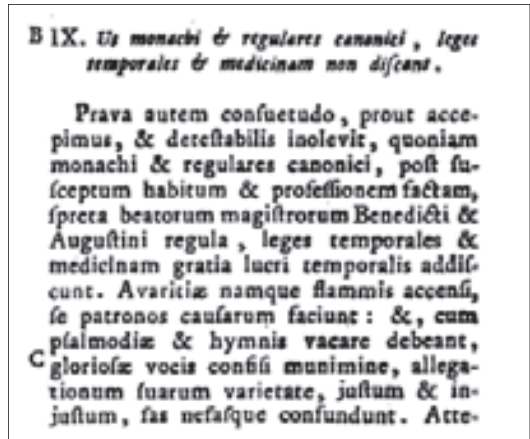 B IX. Ut monachi & regulares canonici, leges
temporales & medicinam non diſcant.
Prava autem conſuetudo, prout acce-
pimus, & deteſtabilis inolevit, quoniam
monachi & regulares canonici, poſt ſu-
ſceptum habitum & profeſſionem factam,
ſpreta beatorum magiſtrorum Benedicti &
Auguſtini regula, leges temporales &
medicinam gratia lucri temporalis addiſ-
cunt. Avaritiæ namque flammis accenſi,
ſe patronos cauſarum faciunt: &, cum
pſalmodiæ & hymnis vacare debeant,
C glorioſæ vocis confiſi munimine, allega-
tionum ſuarum varietate, juſtum & in-
juſtum, fas nefaſque confundunt. Atte-